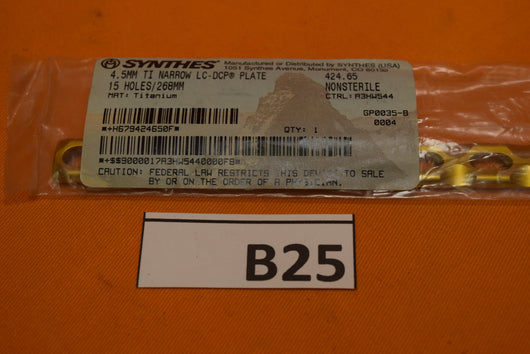 SYNTHES® Manufactured or Distributed by SYNTHES (USA)
1051 Synthes Avenue, Monument, CO 80132
4.5MM TI NARROW LC-DCP® PLATE 424.65
15 HOLES/268MM NONSTERILE
MAT: Titanium CTRL: A3HW544
GP0035-B
0004
*+H679424650F* QTY: 1
*+$$9000017A3HW5440000FB*
CAUTION: FEDERAL LAW RESTRICTS THIS DEVICE TO SALE
BY OR ON THE ORDER OF A PHYSICIAN.
B25